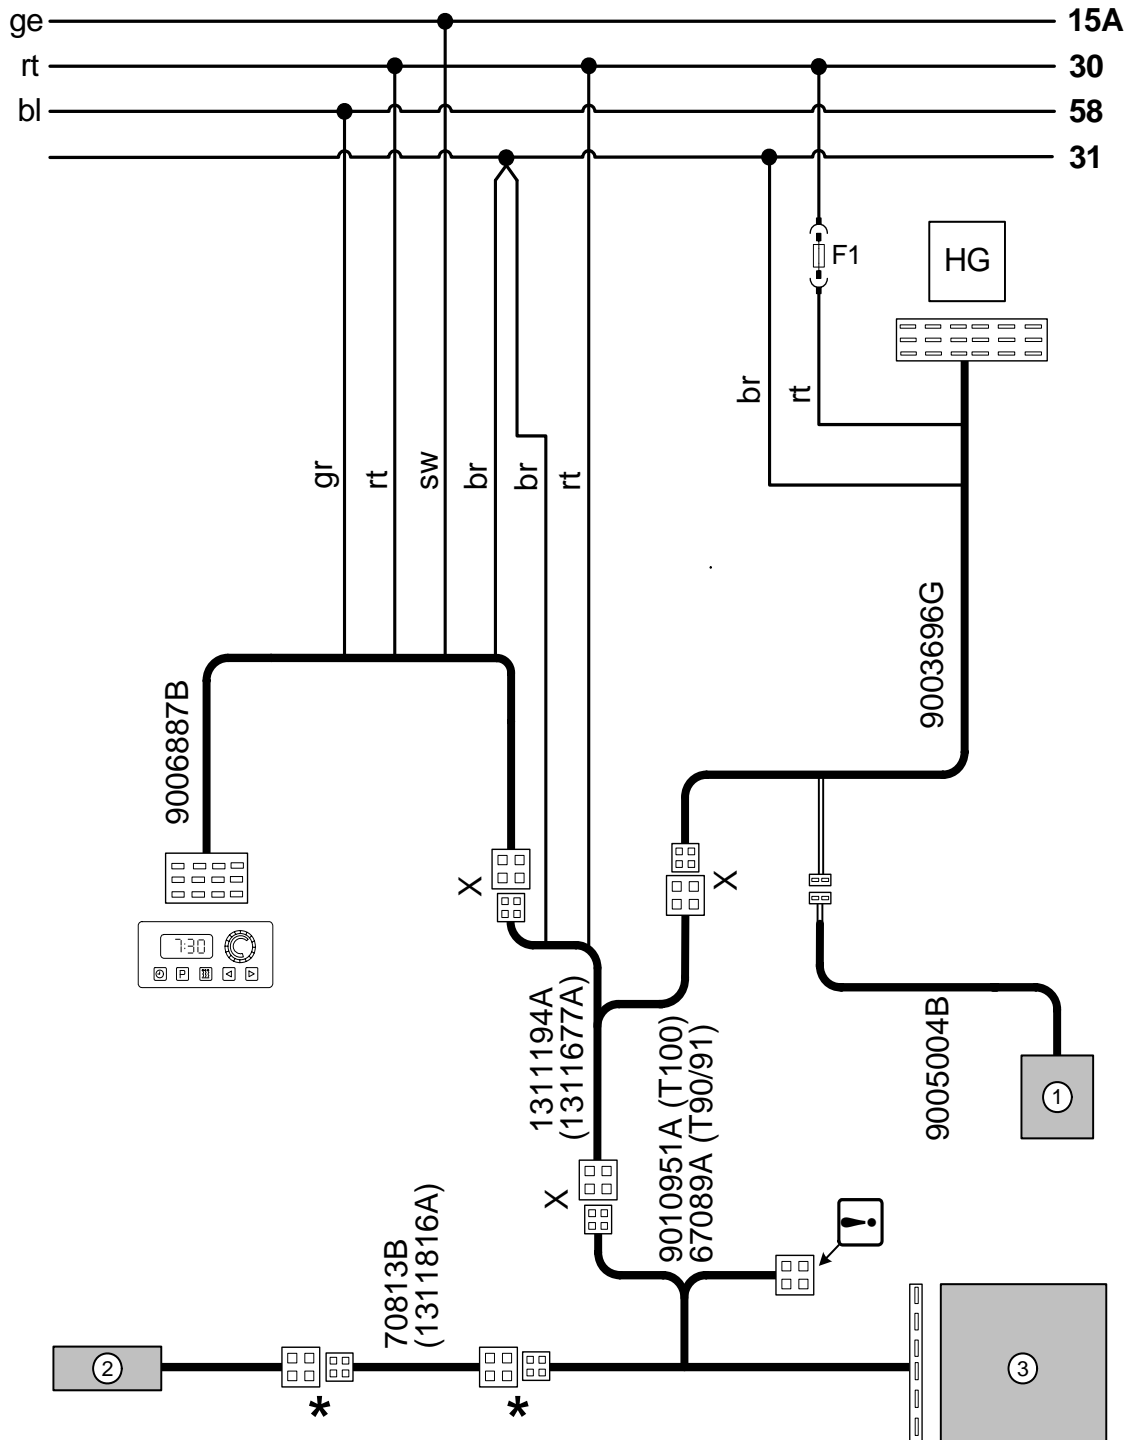 ge 15A
rt 30
bl 58
31
F1
HG
br
rt
gr
rt
sw
br
br
rt
9003696G
9006887B
X
X
7:30
P
1311194A
(1311677A)
9010951A (T100)
67089A (T90/91)
9005004B
1
X
!
70813B
(1311816A)
2
3
*
*